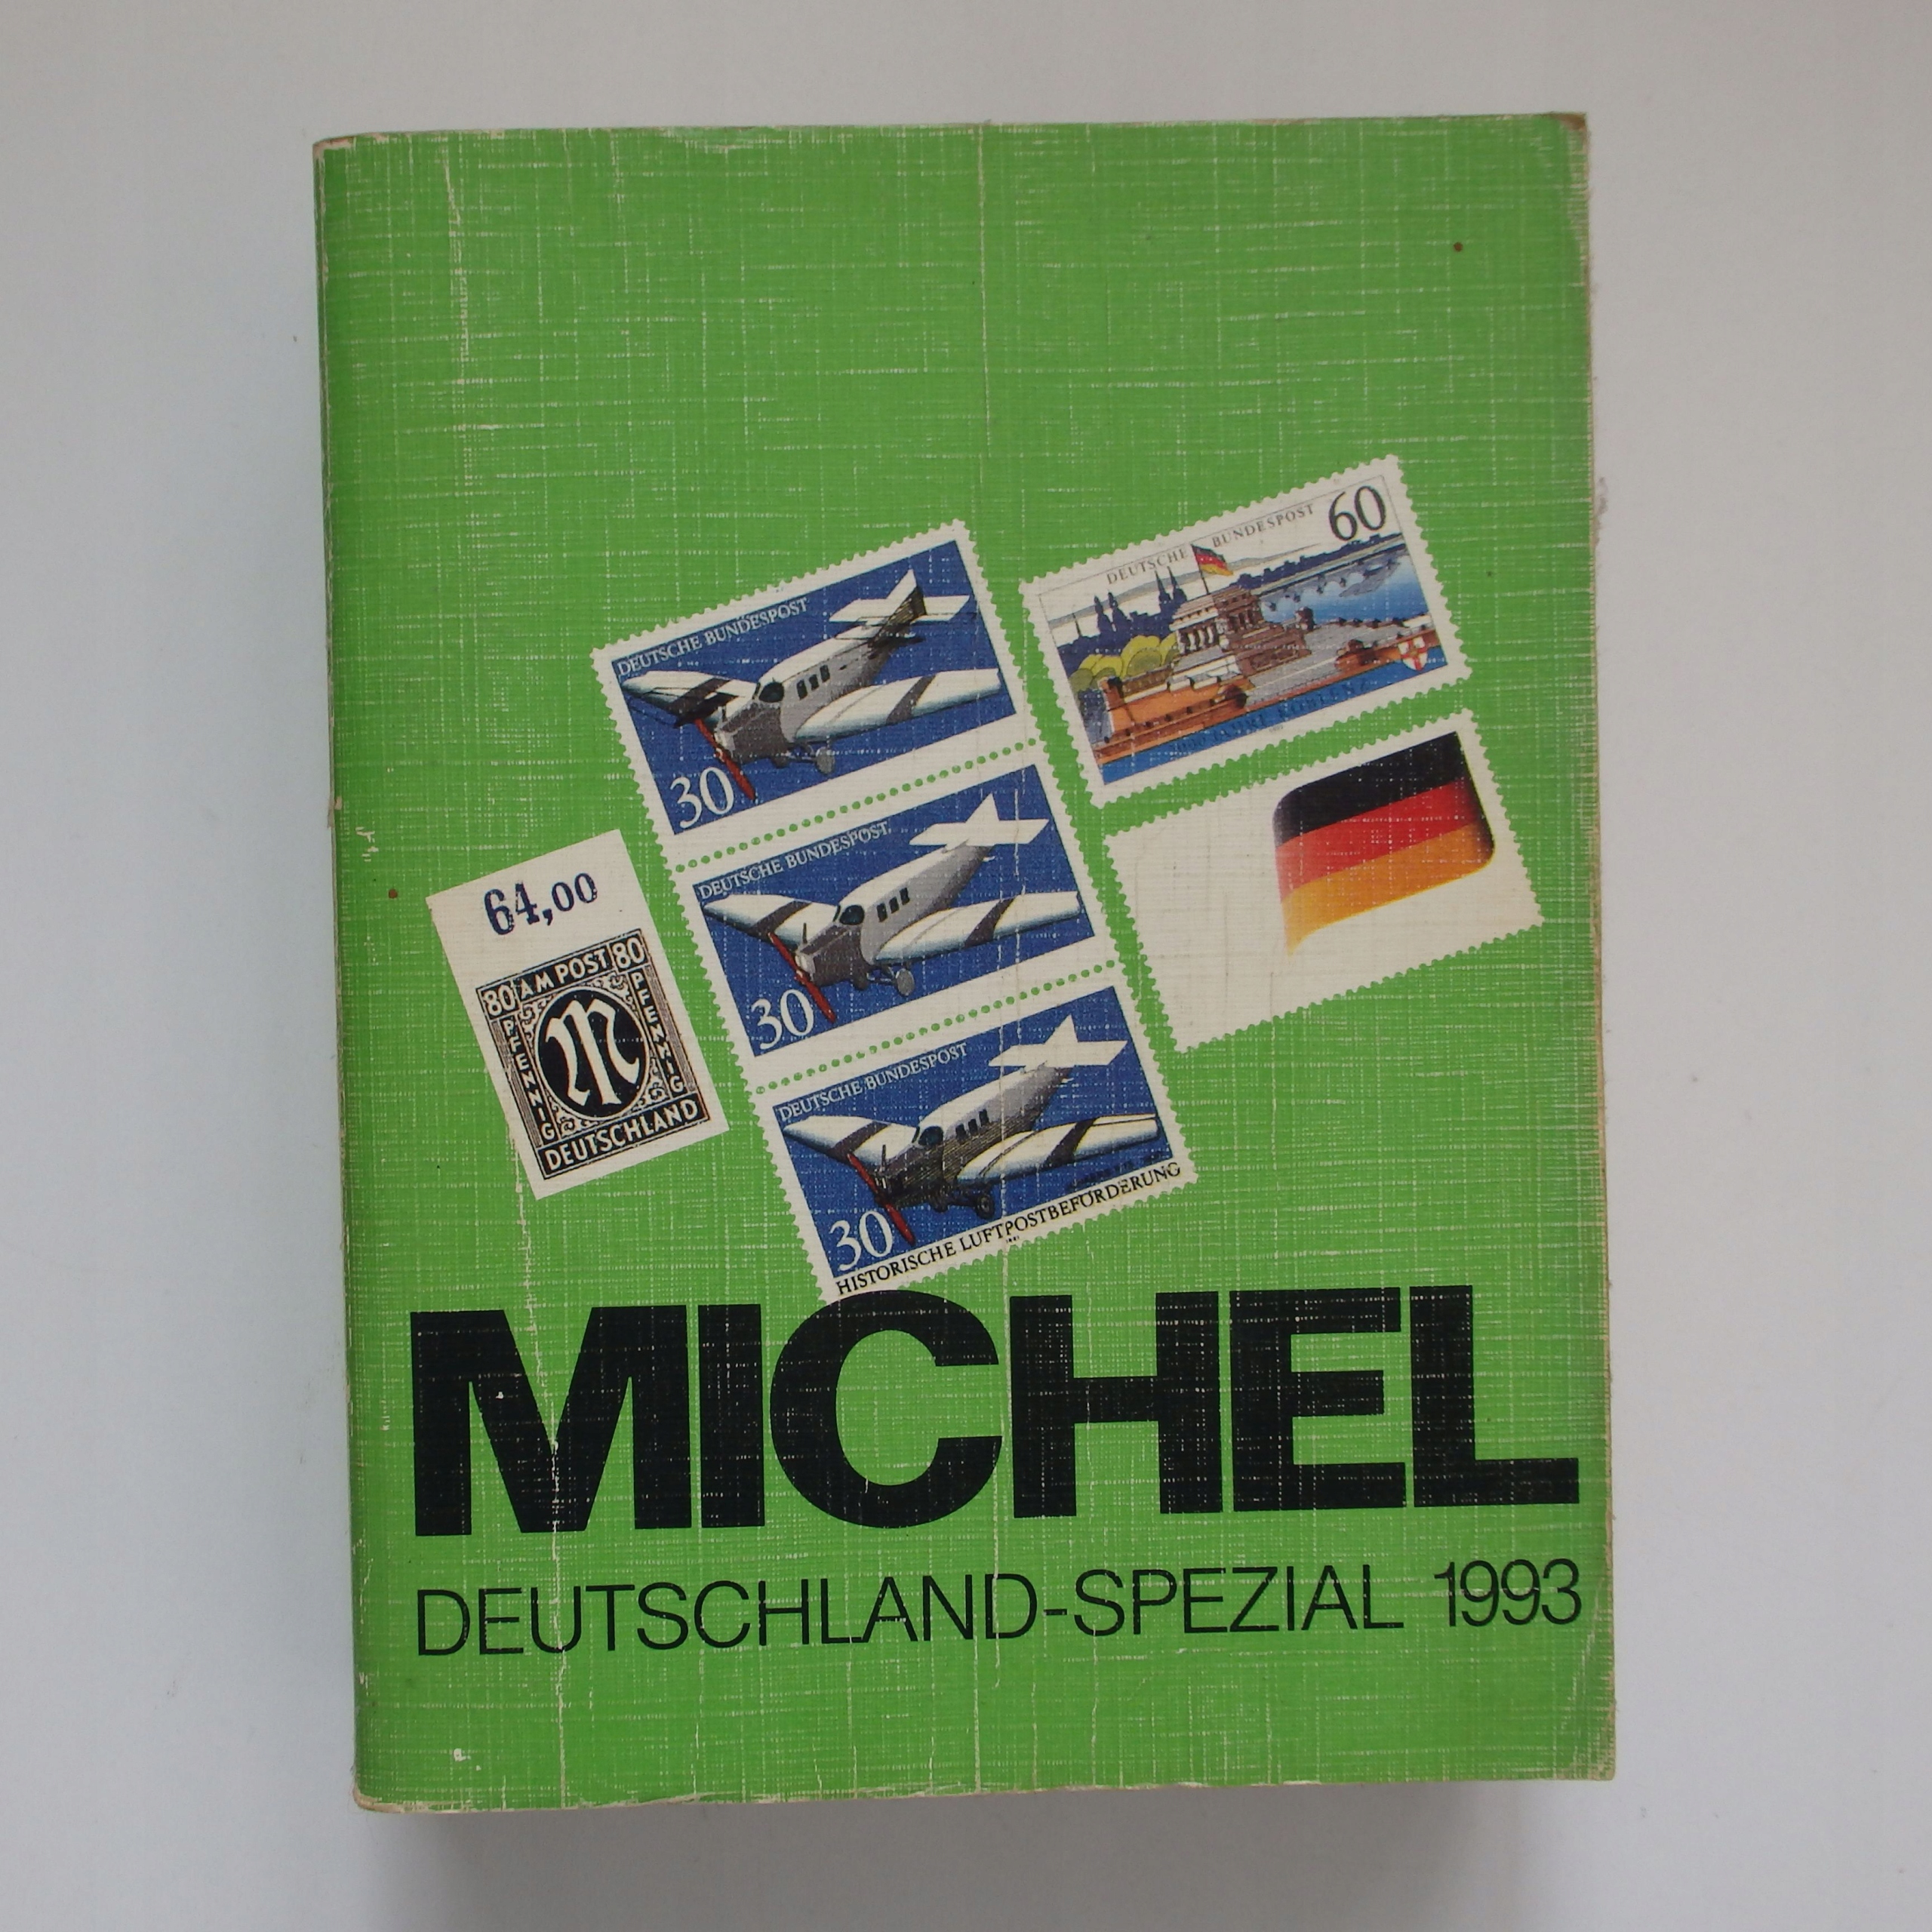 DEUTSCHE BUNDESPOST
30
DEUTSCHE BUNDESPOST
30
DEUTSCHE BUNDESPOST
30
HISTORISCHE LUFTPOSTBEFÖRDERUNG
DEUTSCHE BUNDESPOST 60
64,00
80 AM POST 80
PFENNIG
PFENNIG
M
DEUTSCHLAND
MICHEL
DEUTSCHLAND-SPEZIAL 1993